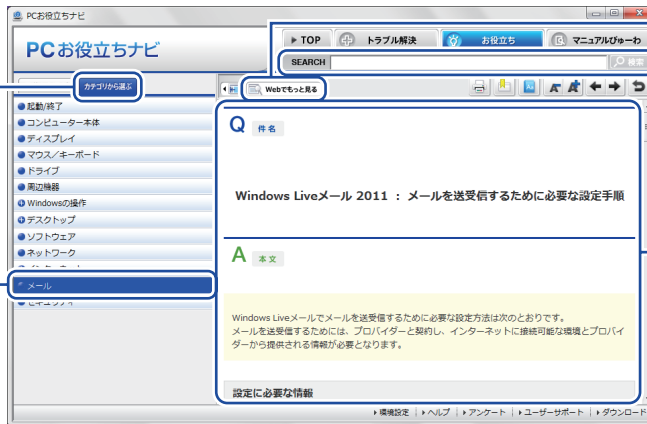 PCお役立ちナビ
PCお役立ちナビ
TOP
トラブル解決
お役立ち
マニュアルびゅーわ
SEARCH
検索
カテゴリから選ぶ
Webでもっと見る
起動/終了
コンピューター本体
ディスプレイ
マウス/キーボード
ドライブ
周辺機器
Windowsの操作
デスクトップ
ソフトウェア
ネットワーク
メール
セキュリティ
Q 件名
Windows Liveメール 2011 : メールを送受信するために必要な設定手順
A 本文
Windows Liveメールでメールを送受信するために必要な設定方法は次のとおりです。
メールを送受信するためには、プロバイダーと契約し、インターネットに接続可能な環境とプロバイ
ダーから提供される情報が必要となります。
設定に必要な情報
環境設定 ヘルプ アンケート ユーザーサポート ダウンロード